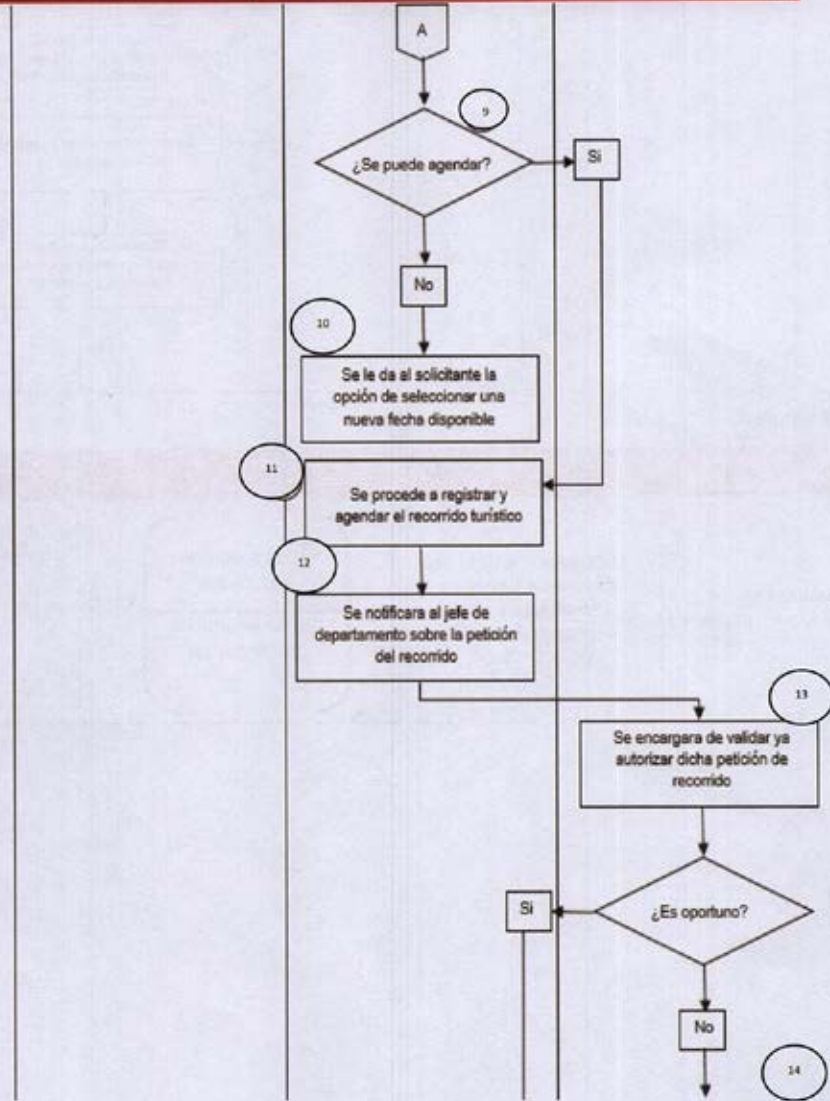 A
9
¿Se puede agendar?
Si
No
10
Se le da al solicitante la
opción de seleccionar una
nueva fecha disponible
11
Se procede a registrar y
agendar el recorrido turístico
12
Se notificara al jefe de
departamento sobre la petición
del recorrido
13
Se encargara de validar ya
autorizar dicha petición de
recorrido
Si
¿Es oportuno?
No
14